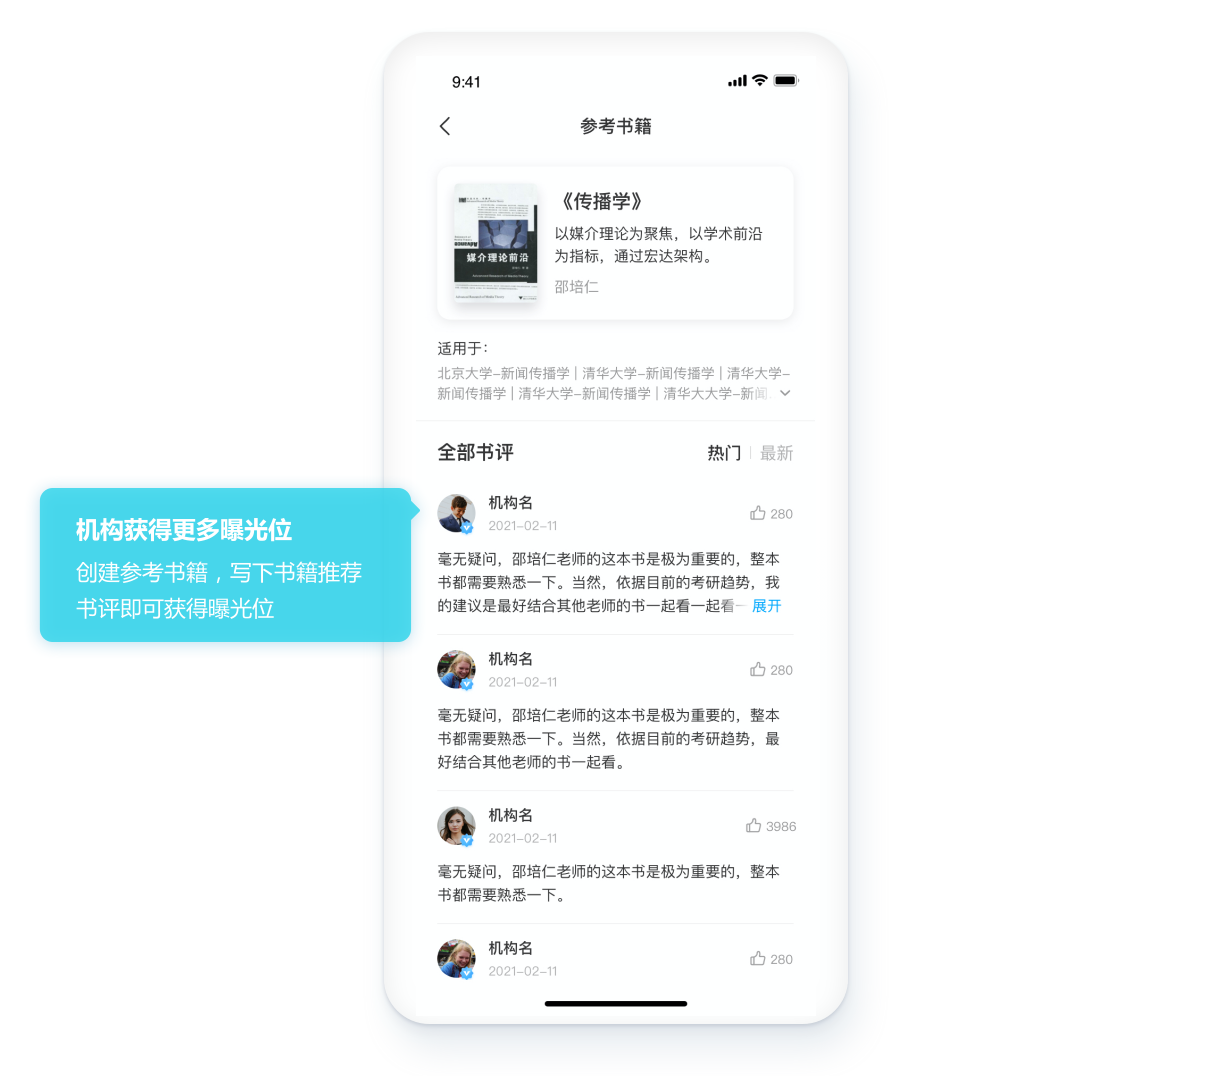 9:41
参考书籍
媒介理论前沿
《传播学》
以媒介理论为聚焦，以学术前沿
为指标，通过宏达架构。
邵培仁
适用于：
北京大学-新闻传播学 | 清华大学-新闻传播学 | 清华大学-
新闻传播学 | 清华大学-新闻传播学 | 清华大大学-新闻
全部书评
热门 | 最新
机构名
2021-02-11
280
毫无疑问，邵培仁老师的这本书是极为重要的，整本
书都需要熟悉一下。当然，依据目前的考研趋势，我
的建议是最好结合其他老师的书一起看一起看一 展开
机构获得更多曝光位
创建参考书籍，写下书籍推荐
书评即可获得曝光位
机构名
2021-02-11
280
毫无疑问，邵培仁老师的这本书是极为重要的，整本
书都需要熟悉一下。当然，依据目前的考研趋势，最
好结合其他老师的书一起看。
机构名
2021-02-11
3986
毫无疑问，邵培仁老师的这本书是极为重要的，整本
书都需要熟悉一下。
机构名
2021-02-11
280